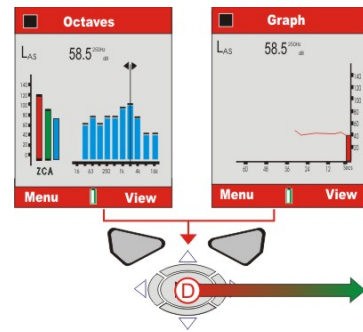 Octaves
LAS 58.5 250Hz dB
140
120
100
80
60
40
20
0
ZCA
16 63 250 1k 4k 16k
Menu View
Graph
LAS 58.5 dB
140
120
100
80
60
40
20
60 48 36 24 12 Secs
Menu View
D